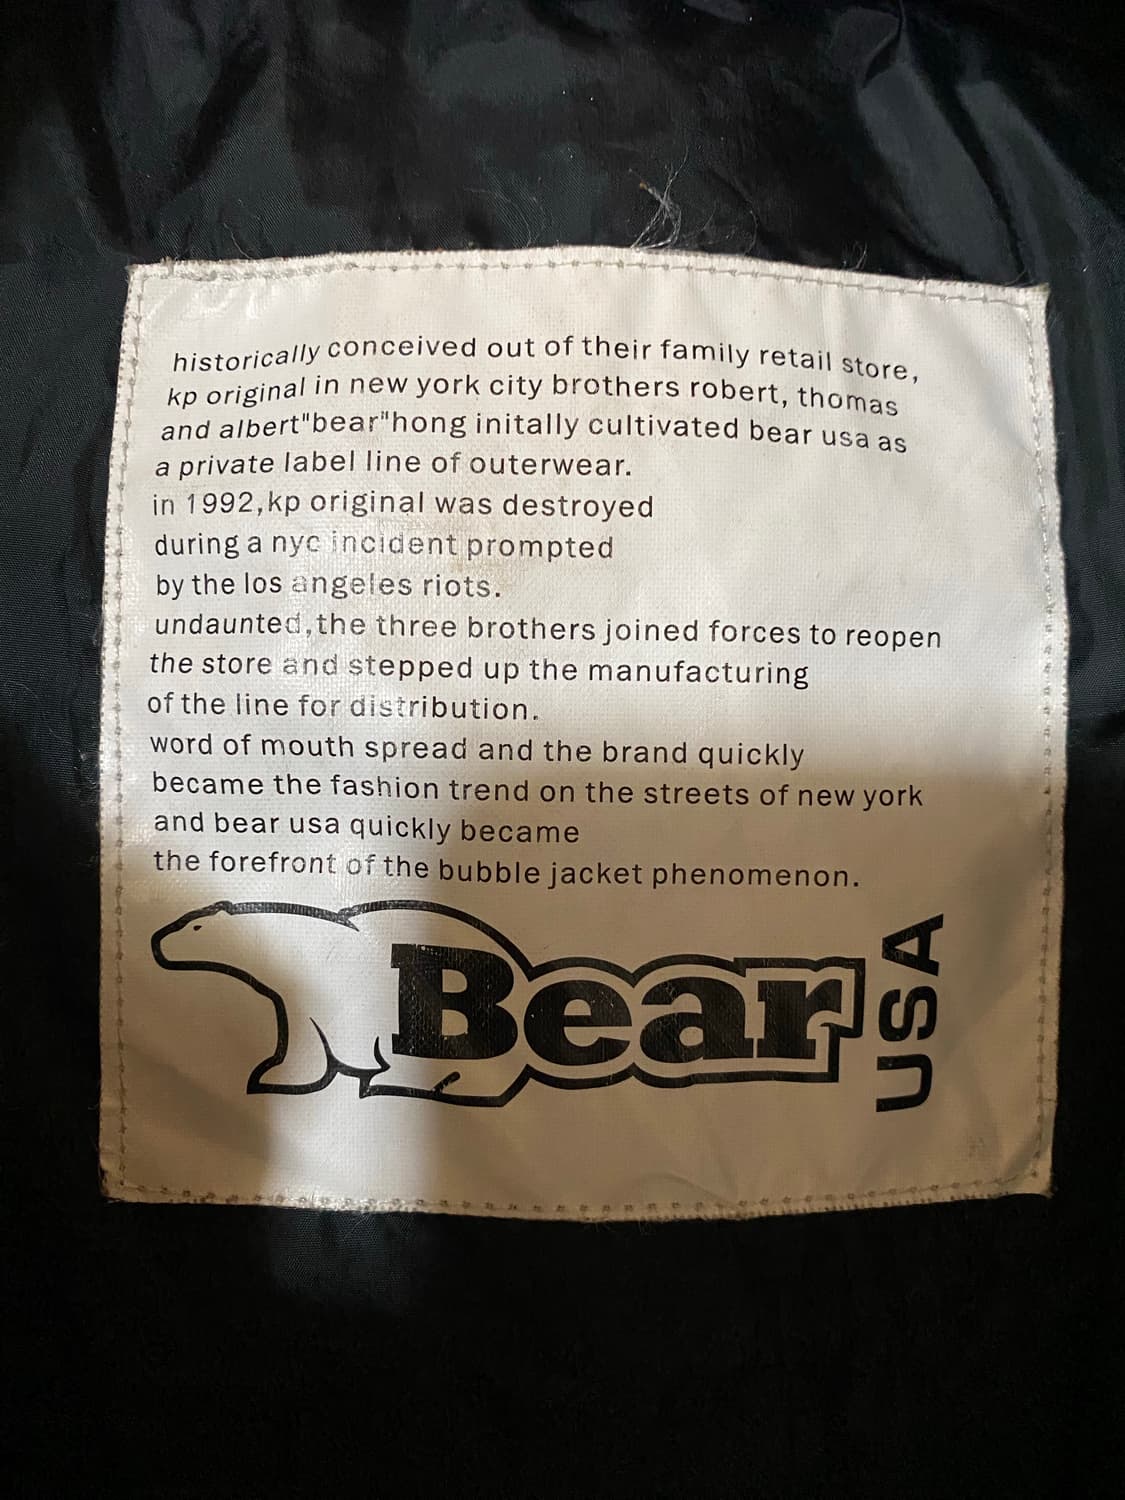 historically conceived out of their family retail store,
kp original in new york city brothers robert, thomas
and albert"bear"hong initally cultivated bear usa as
a private label line of outerwear.
in 1992,kp original was destroyed
during a nyc incident prompted
by the los angeles riots.
undaunted,the three brothers joined forces to reopen
the store and stepped up the manufacturing
of the line for distribution.
word of mouth spread and the brand quickly
became the fashion trend on the streets of new york
and bear usa quickly became
the forefront of the bubble jacket phenomenon.
Bear
USA